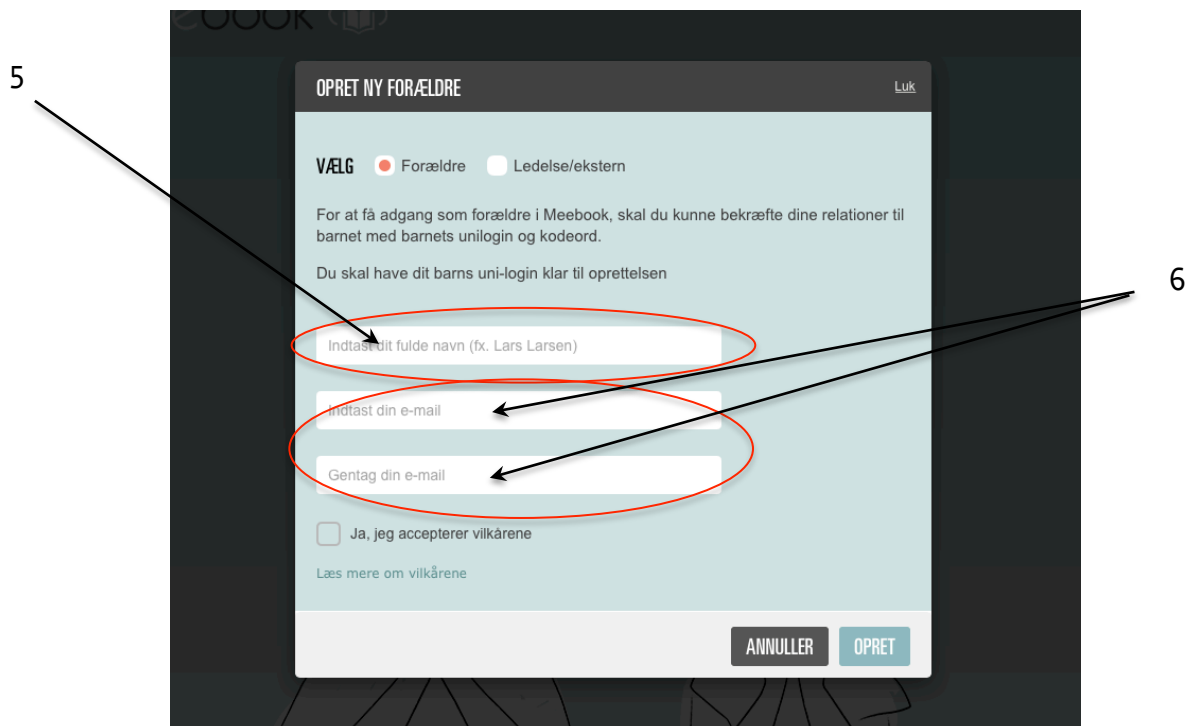 ebook
5
OPRET NY FORÆLDRE
Luk
VÆLG Forældre Ledelse/ekstern
For at få adgang som forældre i Meebook, skal du kunne bekræfte dine relationer til
barnet med barnets unilogin og kodeord.
Du skal have dit barns uni-login klar til oprettelsen
6
Indtast dit fulde navn (fx. Lars Larsen)
Indtast din e-mail
Gentag din e-mail
Ja, jeg accepterer vilkårene
Læs mere om vilkårene
ANNULLER OPRET